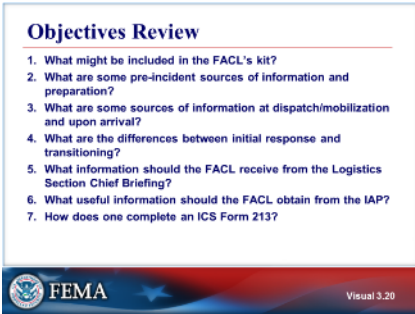 Objectives Review
1. What might be included in the FACL's kit?
2. What are some pre-incident sources of information and
preparation?
3. What are some sources of information at dispatch/mobilization
and upon arrival?
4. What are the differences between initial response and
transitioning?
5. What information should the FACL receive from the Logistics
Section Chief Briefing?
6. What useful information should the FACL obtain from the IAP?
7. How does one complete an ICS Form 213?
FEMA
Visual 3.20